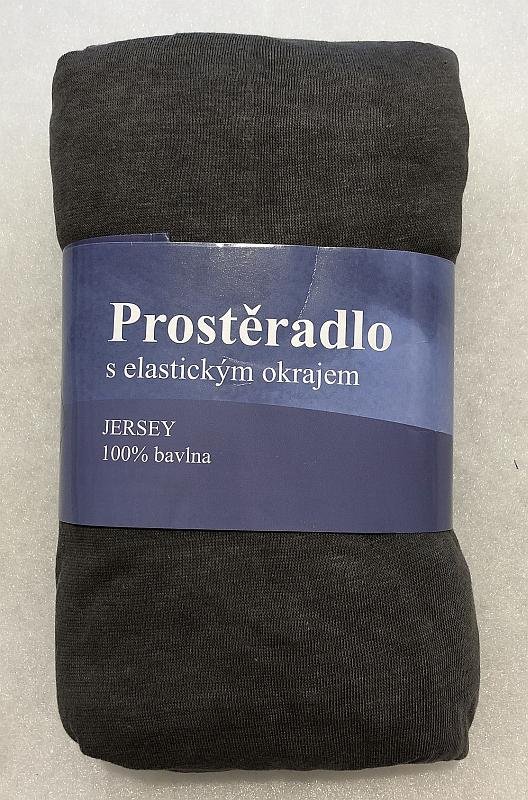 Prostěradlo
s elastickým okrajem
JERSEY
100% bavlna